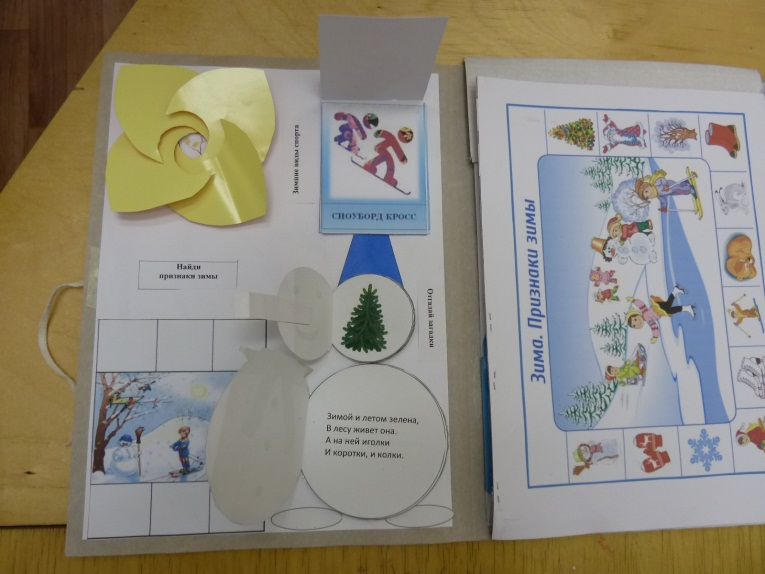 Зимние виды спорта
СНОУБОРД КРОСС
Найди
признаки зимы
Отгадай загадки
Зимой и летом зелена,
В лесу живет она.
А на ней иголки
И коротки, и колки.
Зима. Признаки зимы